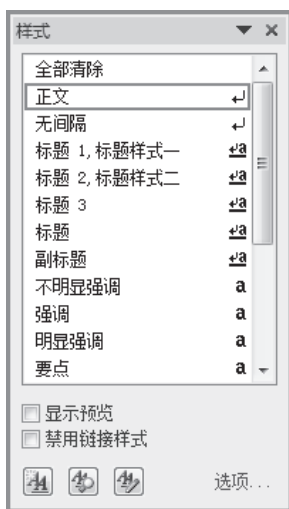 样式
全部清除
正文
无间隔
标题 1,标题样式一
标题 2,标题样式二
标题 3
标题
副标题
不明显强调
强调
明显强调
要点
显示预览
禁用链接样式
选项...